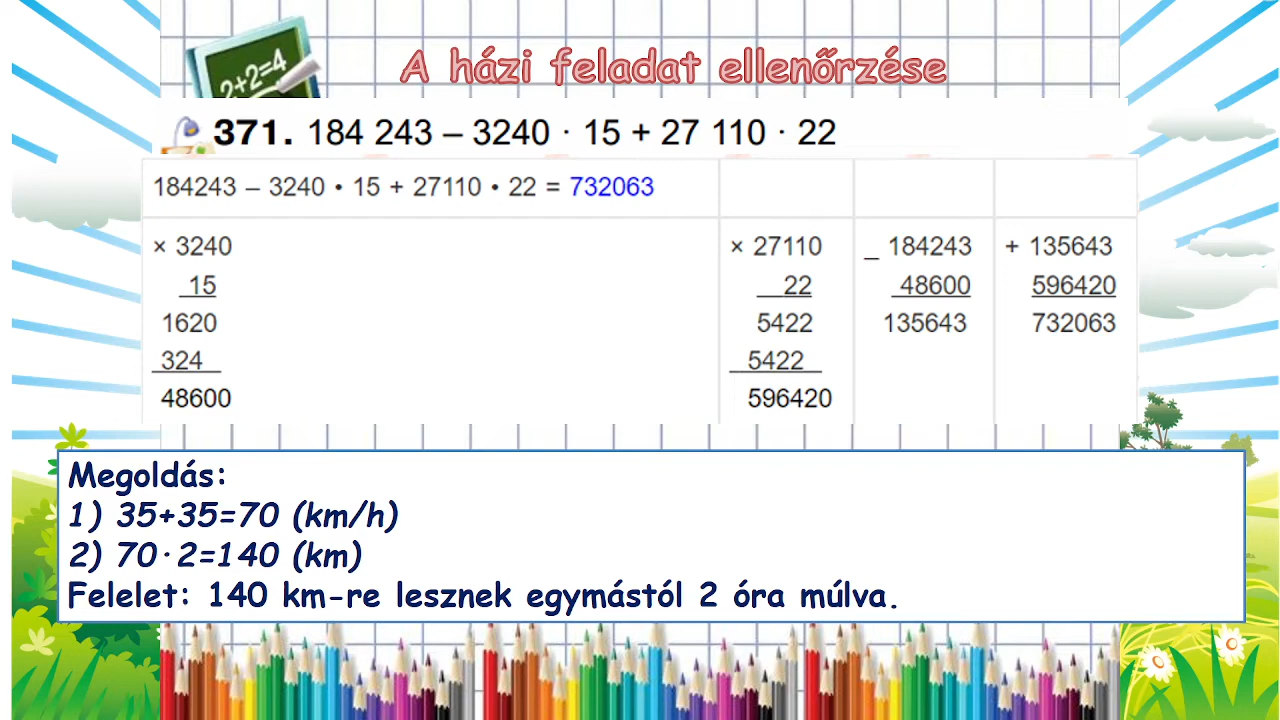 2+2=4
A házi feladat ellenőrzése
371. 184 243 – 3240 · 15 + 27 110 · 22
184243 – 3240 • 15 + 27110 • 22 = 732063
× 3240
15
1620
324
48600
× 27110
22
5422
5422
596420
_ 184243
48600
135643
+ 135643
596420
732063
Megoldás:
1) 35+35=70 (km/h)
2) 70·2=140 (km)
Felelet: 140 km-re lesznek egymástól 2 óra múlva.